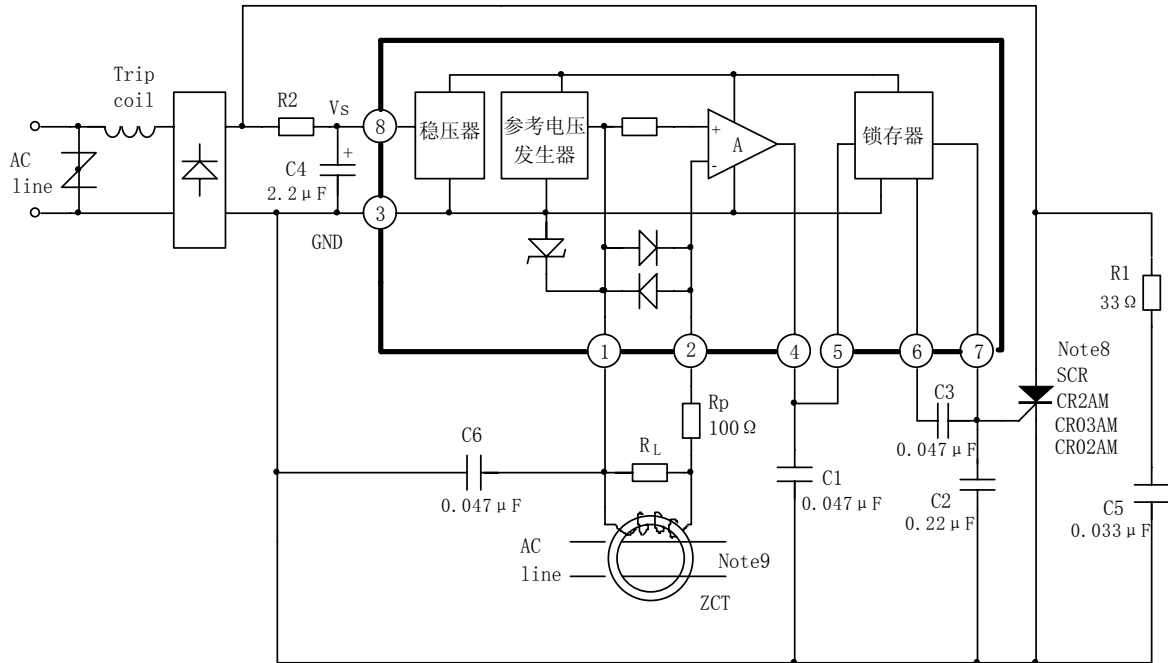 Trip
coil
R2
Vs
8
稳压器
参考电压
发生器
+
-
A
锁存器
AC
line
+
C4
2.2μF
3
GND
R1
33Ω
1
2
4
5
6
7
Note8
SCR
CR2AM
CR03AM
CR02AM
Rp
100Ω
C3
0.047μF
C6
0.047μF
RL
C1
0.047μF
C2
0.22μF
C5
0.033μF
AC
line
Note9
ZCT